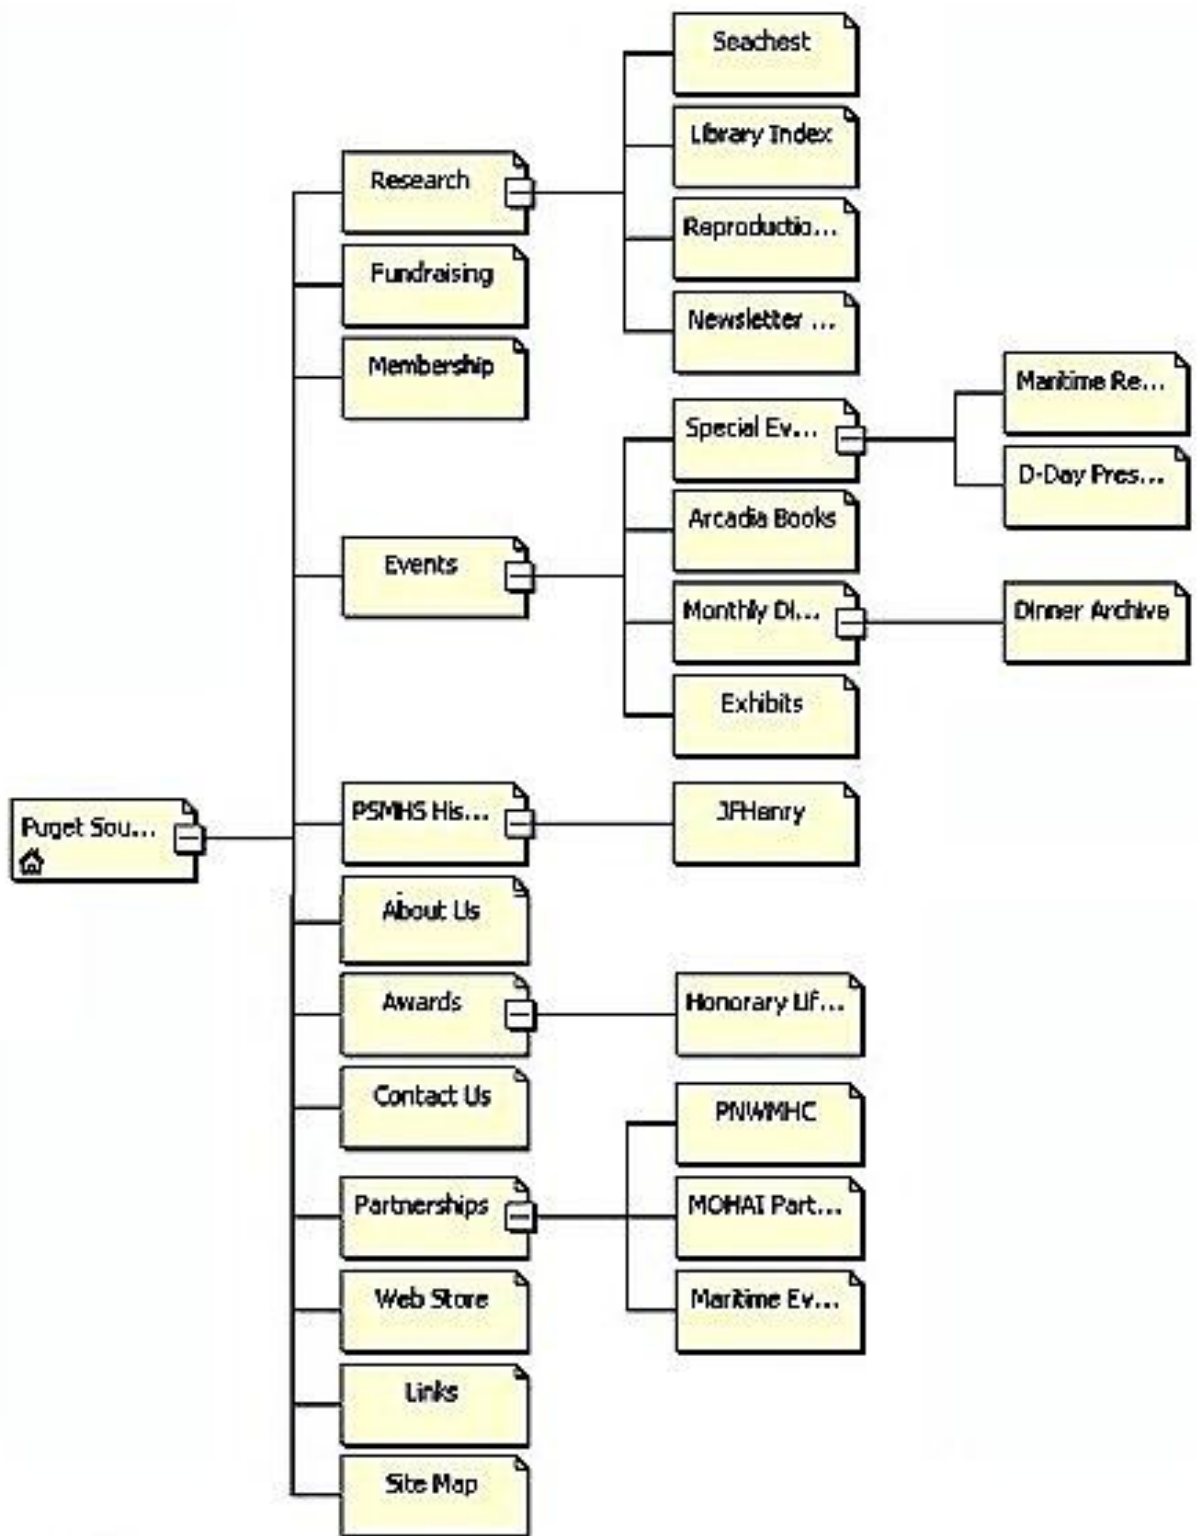 Seachest
Library Index
Research
Reproductio...
Fundraising
Newsletter ...
Membership
Maritime Re...
Special Ev...
D-Day Pres...
Arcadia Books
Events
Monthly Di...
Dinner Archive
Exhibits
PSMHS His...
JFHenry
Puget Sou...
About Us
Awards
Honorary Lif...
Contact Us
PNWMHC
Partnerships
MOHAI Part...
Web Store
Maritime Ev...
Links
Site Map